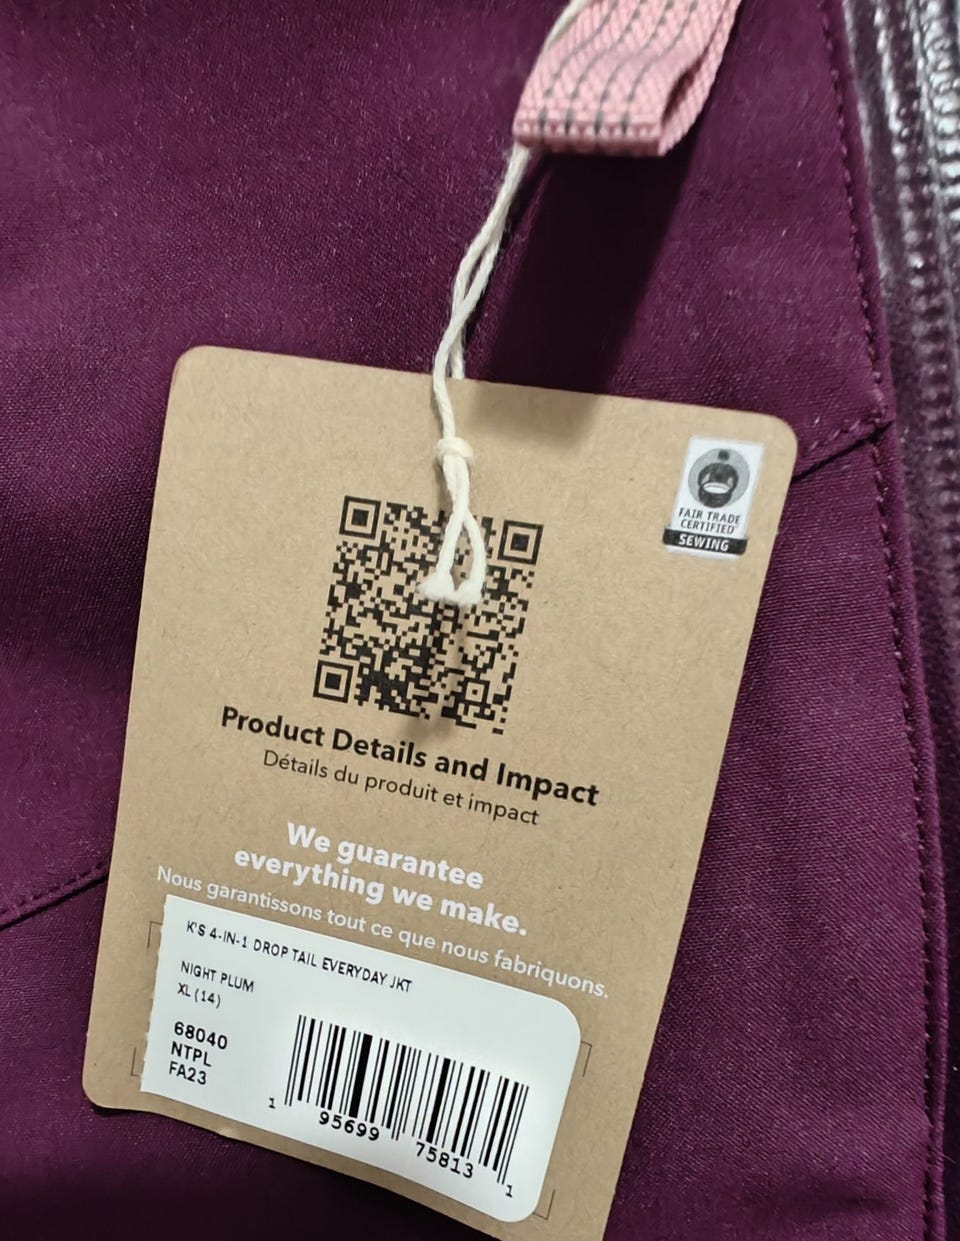 FAIR TRADE
CERTIFIED
SEWING
Product Details and Impact
Détails du produit et impact
We guarantee
everything we make.
Nous garantissons tout ce que nous fabriquons.
K'S 4-IN-1 DROP TAIL EVERYDAY JKT
NIGHT PLUM
XL (14)
68040
NTPL
FA23
1 95699 75813 1